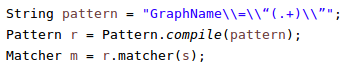 String pattern = "GraphName\\=\\“(.+)\\”";
Pattern r = Pattern.compile(pattern);
Matcher m = r.matcher(s);